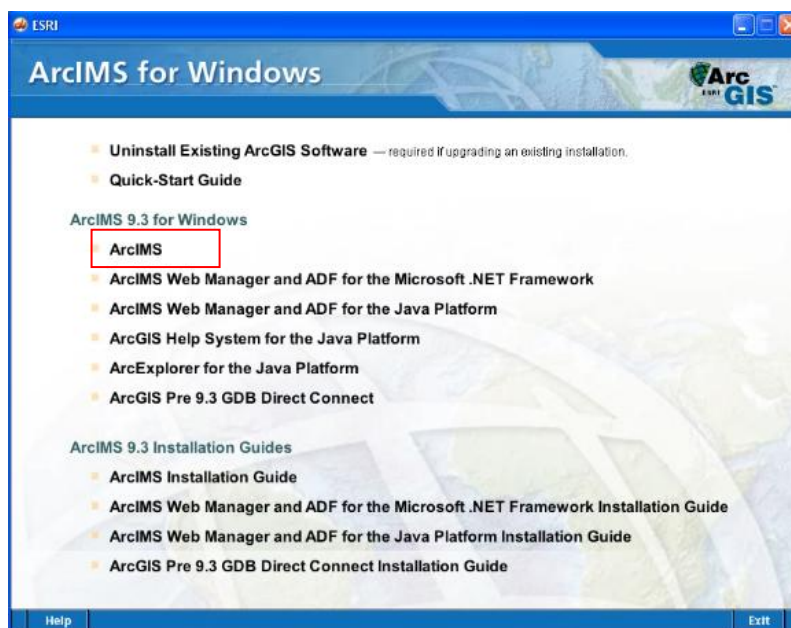 ESRI
ArcIMS for Windows
Arc
ESRI GIS
Uninstall Existing ArcGIS Software — required if upgrading an existing installation.
Quick-Start Guide
ArcIMS 9.3 for Windows
ArcIMS
ArcIMS Web Manager and ADF for the Microsoft .NET Framework
ArcIMS Web Manager and ADF for the Java Platform
ArcGIS Help System for the Java Platform
ArcExplorer for the Java Platform
ArcGIS Pre 9.3 GDB Direct Connect
ArcIMS 9.3 Installation Guides
ArcIMS Installation Guide
ArcIMS Web Manager and ADF for the Microsoft .NET Framework Installation Guide
ArcIMS Web Manager and ADF for the Java Platform Installation Guide
ArcGIS Pre 9.3 GDB Direct Connect Installation Guide
Help Exit